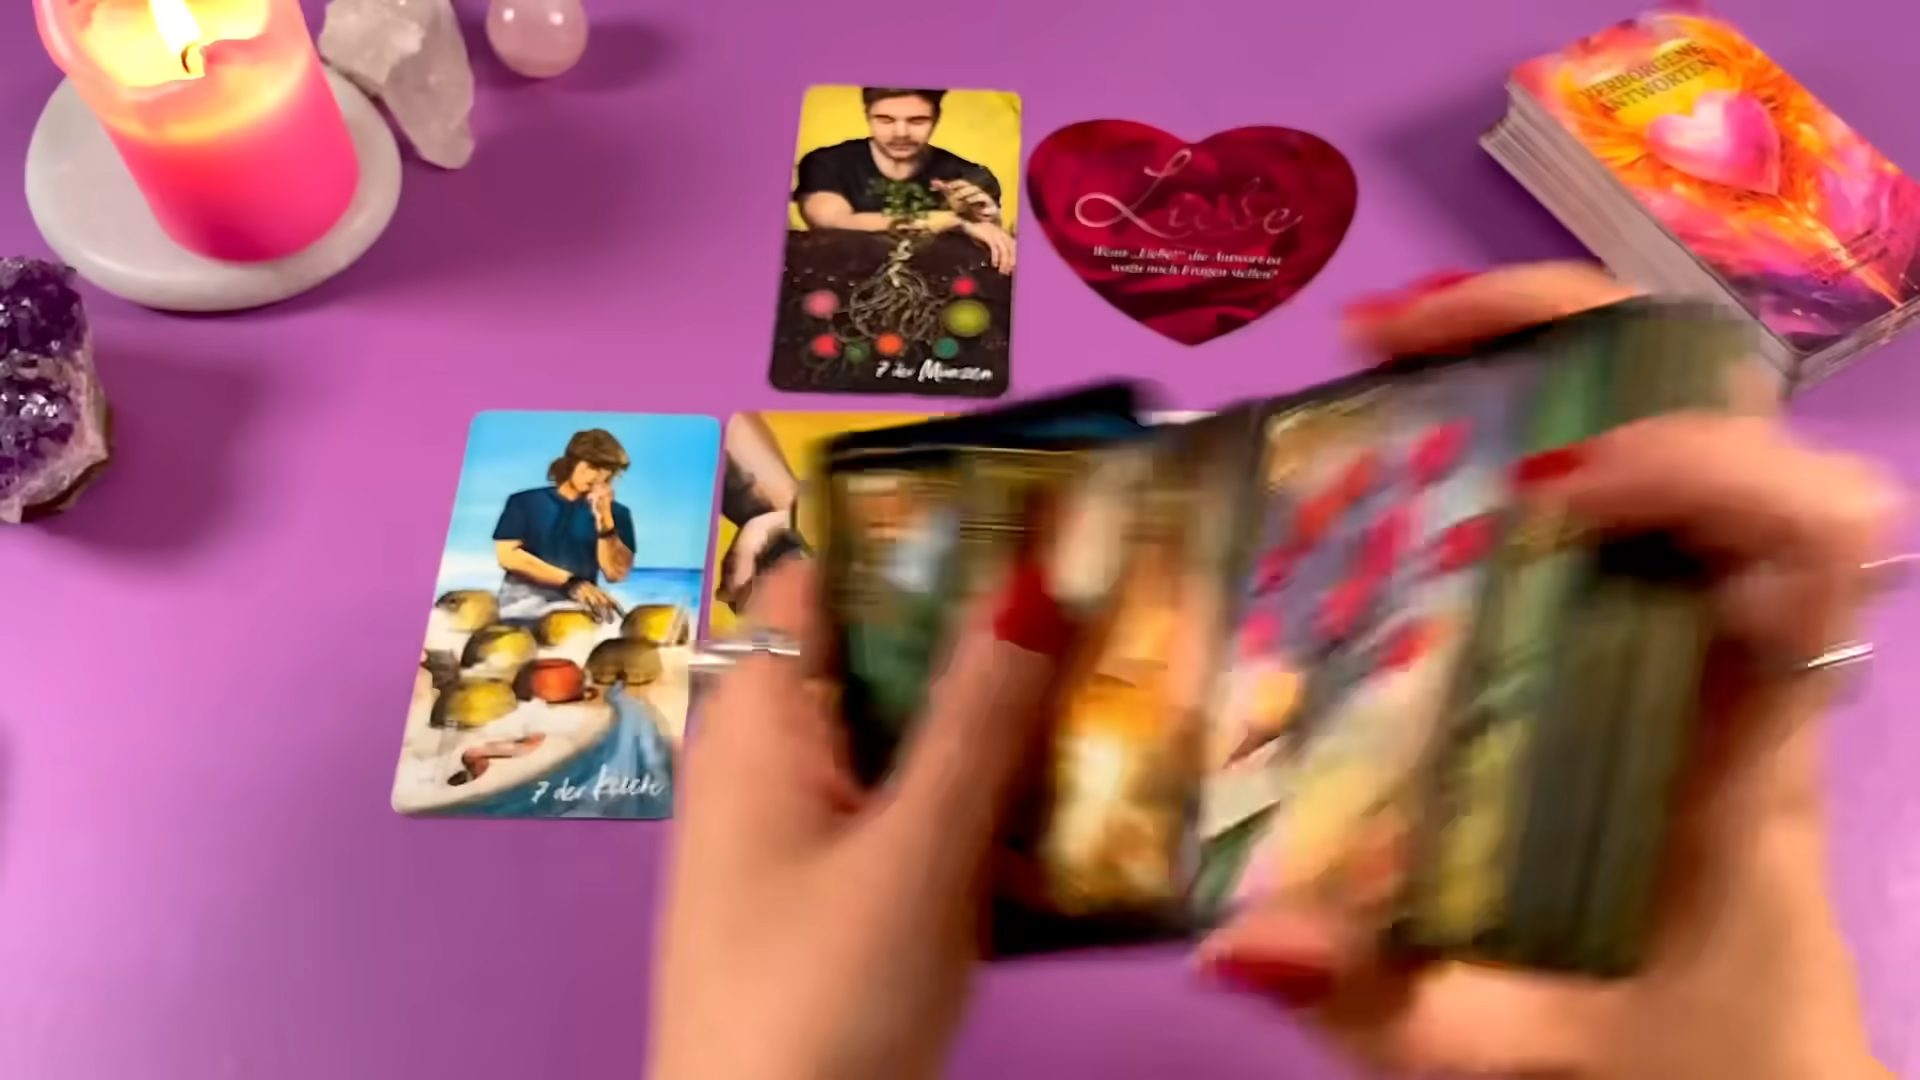 VERBORGENE
ANTWORTEN
Liebe
Wenn „Liebe!“ die Antwort ist
wozu noch Fragen stellen?
7 der Münzen
7 der Kelche